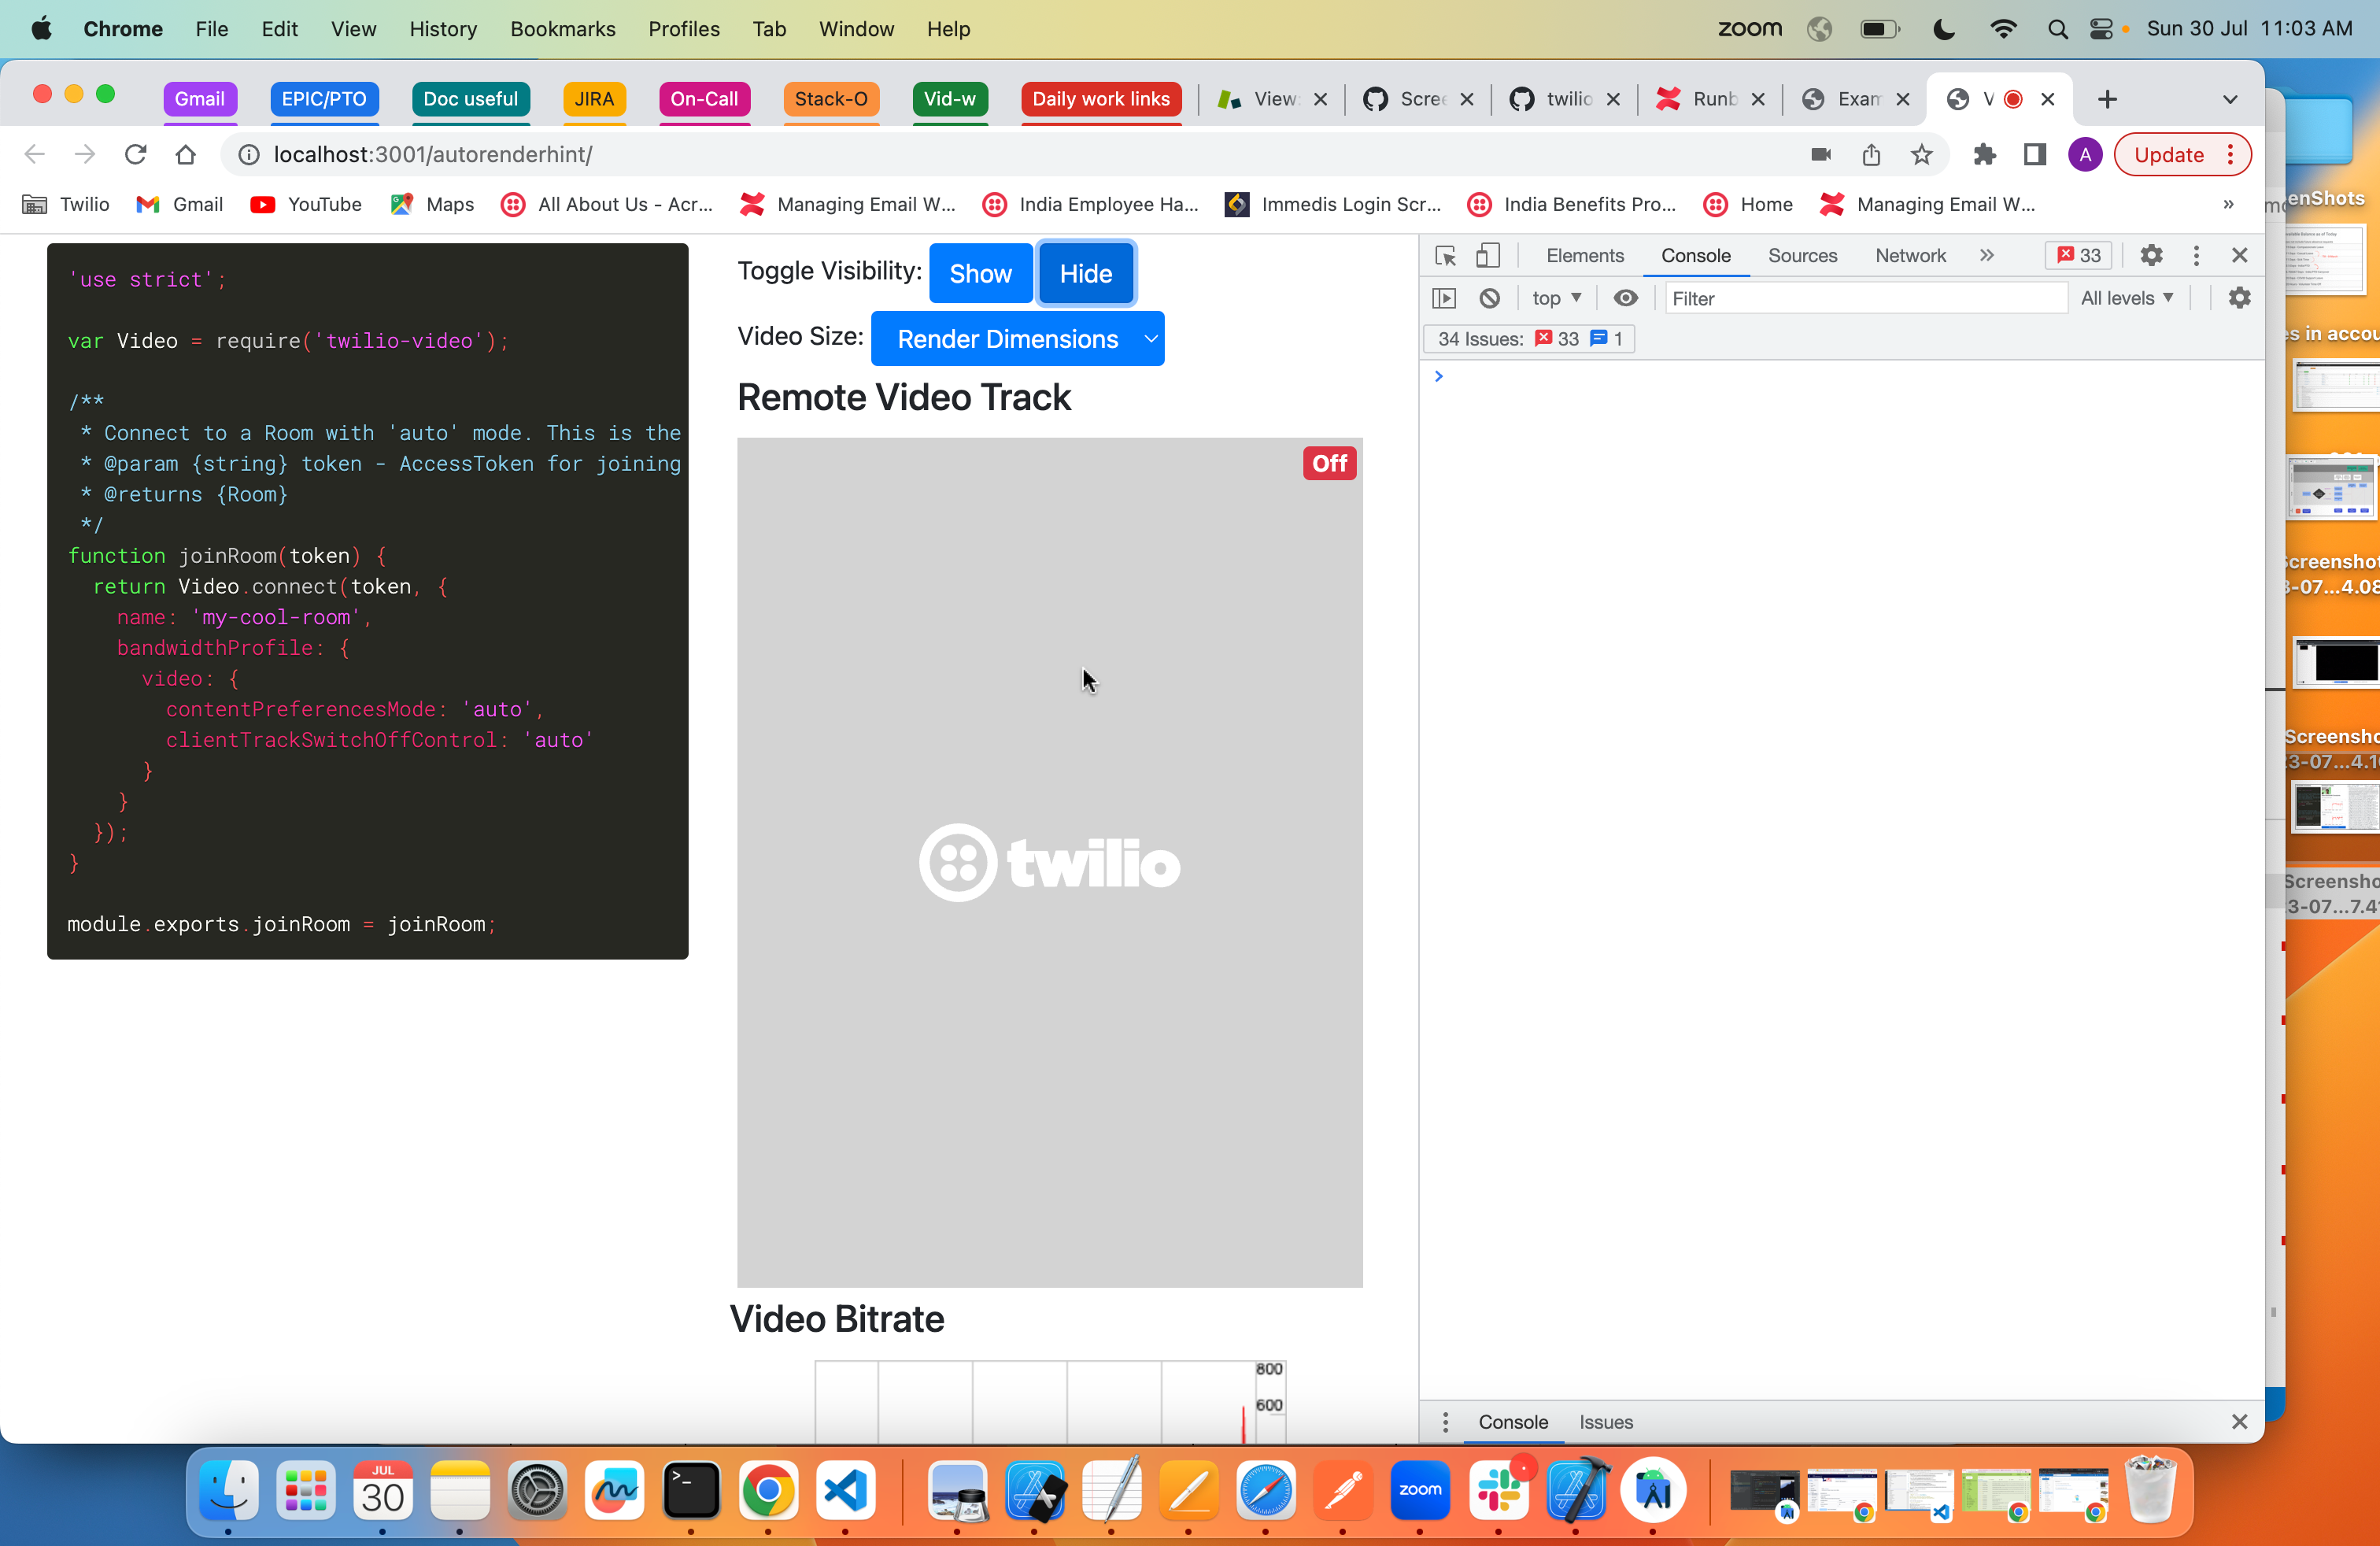 Chrome File Edit View History Bookmarks Profiles Tab Window Help zoom Sun 30 Jul 11:03 AM
Gmail EPIC/PTO Doc useful JIRA On-Call Stack-O Vid-w Daily work links View: Scree twilio Runb Exam V
localhost:3001/autorenderhint/ A Update
Twilio Gmail YouTube Maps All About Us - Acr... Managing Email W... India Employee Ha... Immedis Login Scr... India Benefits Pro... Home Managing Email W... »
'use strict';
var Video = require('twilio-video');
/**
* Connect to a Room with 'auto' mode. This is the
* @param {string} token - AccessToken for joining
* @returns {Room}
*/
function joinRoom(token) {
return Video.connect(token, {
name: 'my-cool-room',
bandwidthProfile: {
video: {
contentPreferencesMode: 'auto',
clientTrackSwitchOffControl: 'auto'
}
}
});
}
module.exports.joinRoom = joinRoom;
Toggle Visibility: Show Hide
Video Size: Render Dimensions
Remote Video Track
Off
twilio
Video Bitrate
800
600
Elements Console Sources Network » 33
top Filter All levels
34 Issues: 33 1
Console Issues
enShots
es in accou
creenshot
3-07...4.08
Screensho
3-07...4.1
Screensho
3-07...7.4
JUL
30
zoom